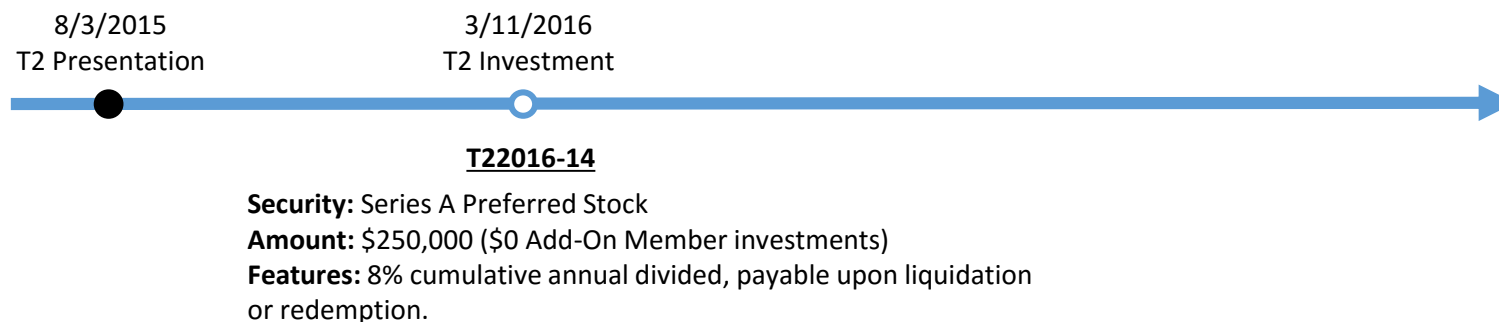 8/3/2015
T2 Presentation
3/11/2016
T2 Investment
T22016-14
Security: Series A Preferred Stock
Amount: $250,000 ($0 Add-On Member investments)
Features: 8% cumulative annual divided, payable upon liquidation
or redemption.